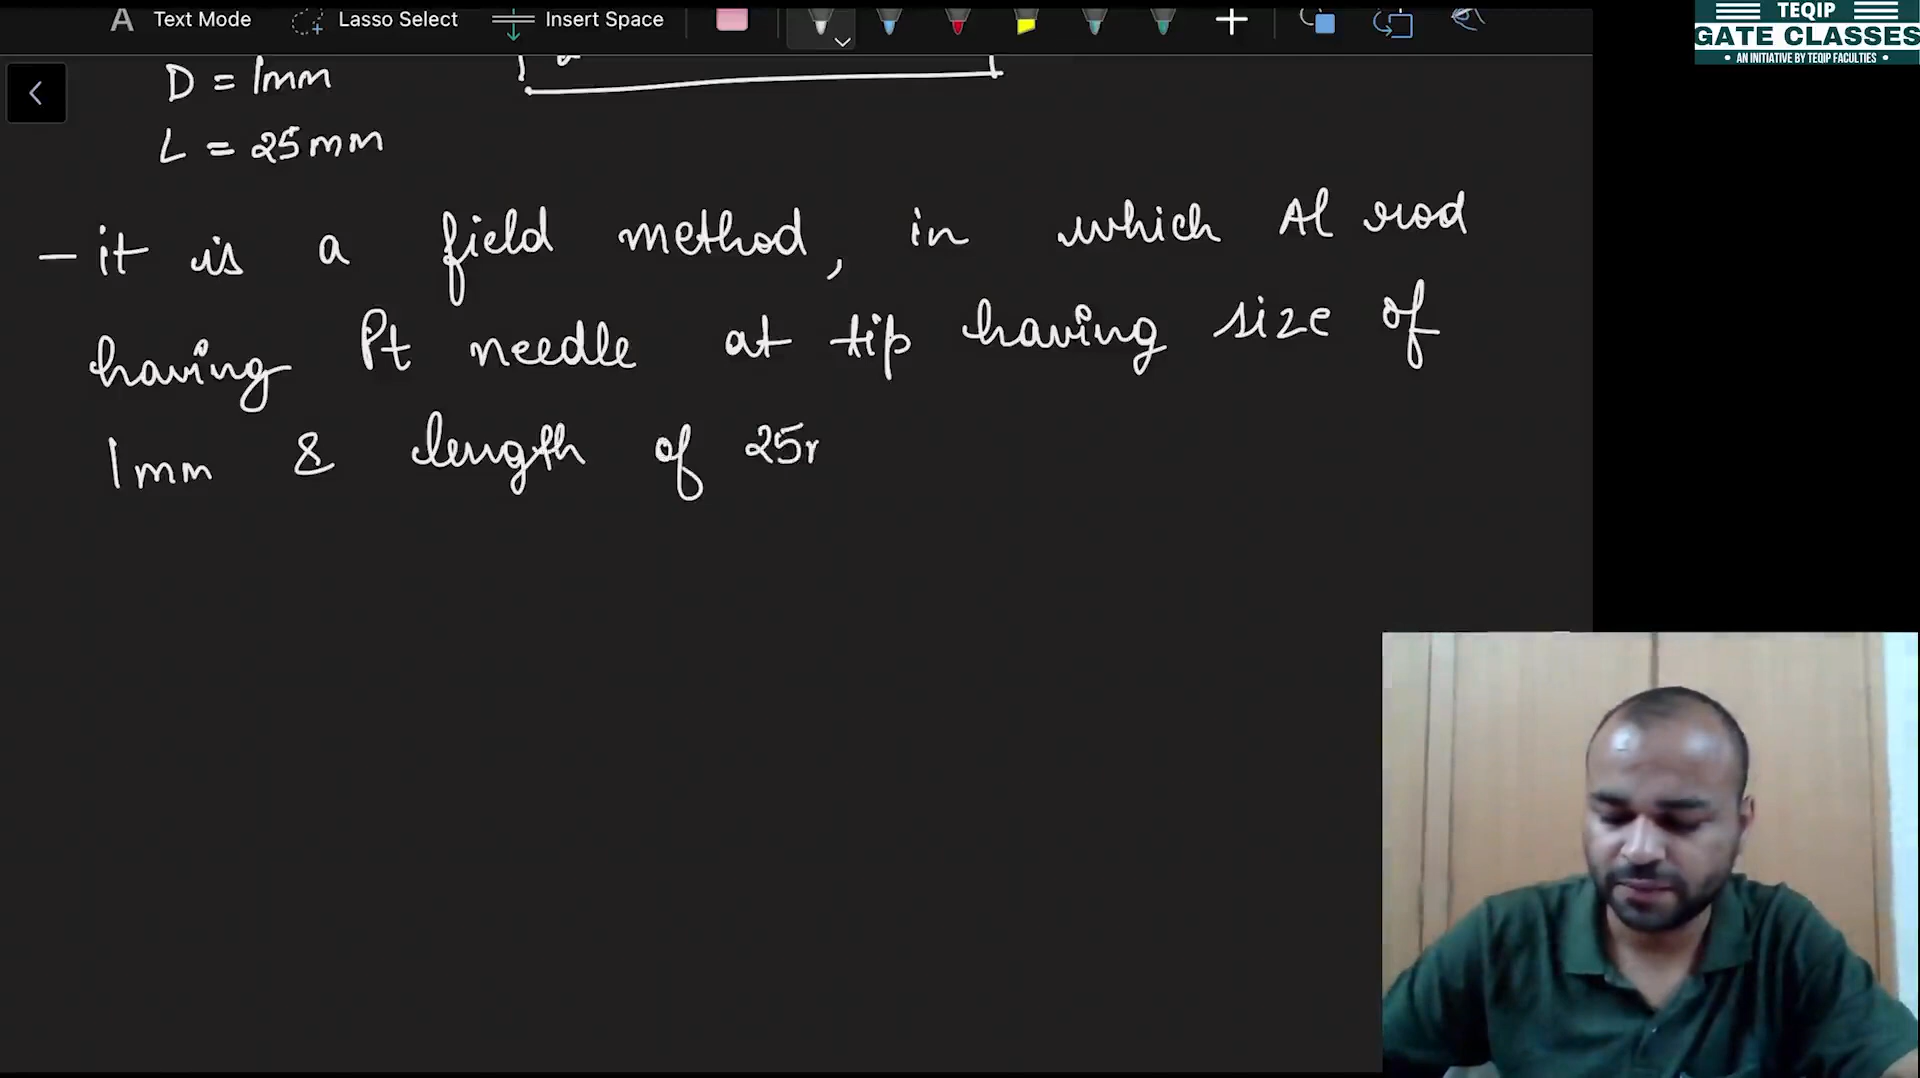 A Text Mode Lasso Select Insert Space
TEQIP
GATE CLASSES
• AN INITIATIVE BY TEQIP FACULTIES •
D = 1mm
L = 25mm
- it is a field method, in which Al rod
having Pt needle at tip having size of
1mm & length of 25